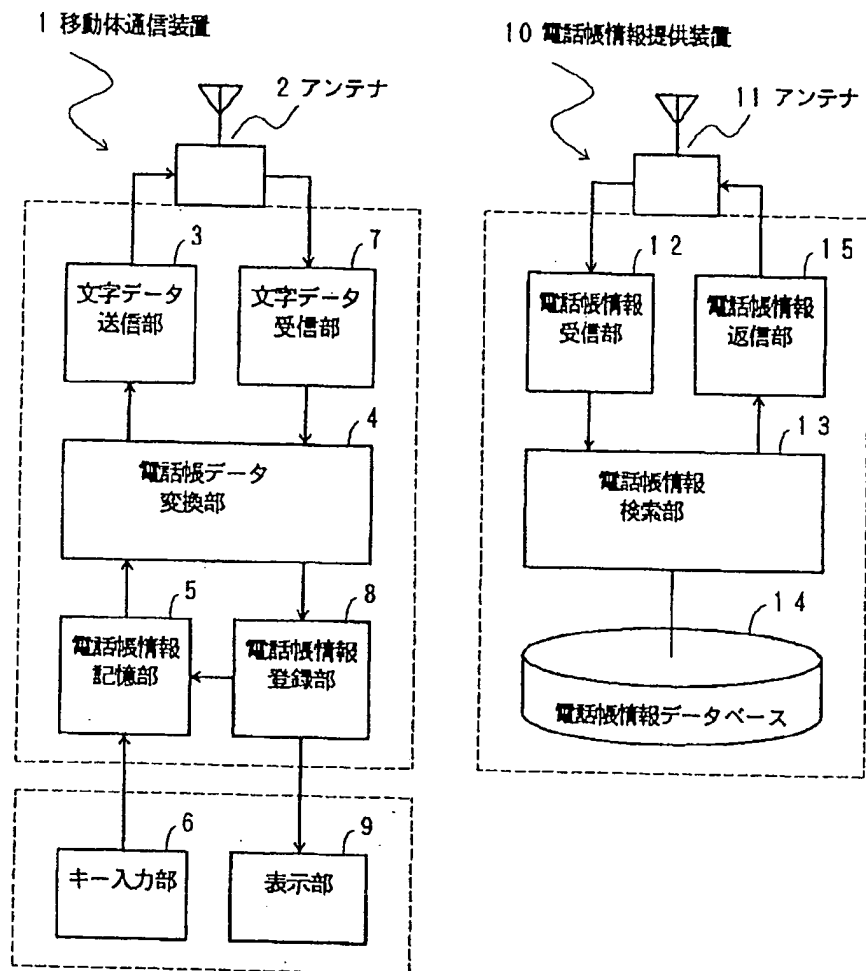 1 移動体通信装置
2 アンテナ
3
文字データ
送信部
7
文字データ
受信部
4
電話帳データ
変換部
5
電話帳情報
記憶部
8
電話帳情報
登録部
6
キー入力部
9
表示部
10 電話帳情報提供装置
11 アンテナ
12
電話帳情報
受信部
15
電話帳情報
返信部
13
電話帳情報
検索部
14
電話帳情報データベース